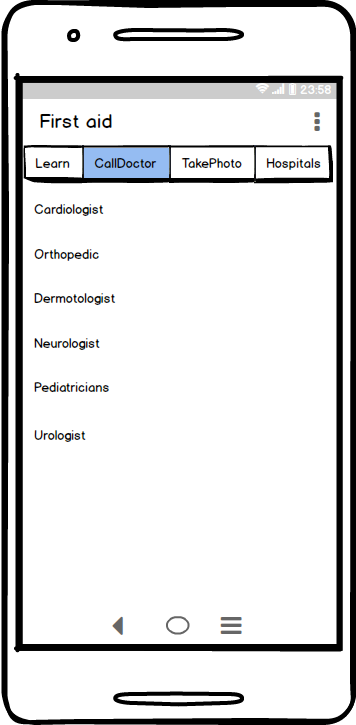 23:58
First aid
Learn CallDoctor TakePhoto Hospitals
Cardiologist
Orthopedic
Dermotologist
Neurologist
Pediatricians
Urologist